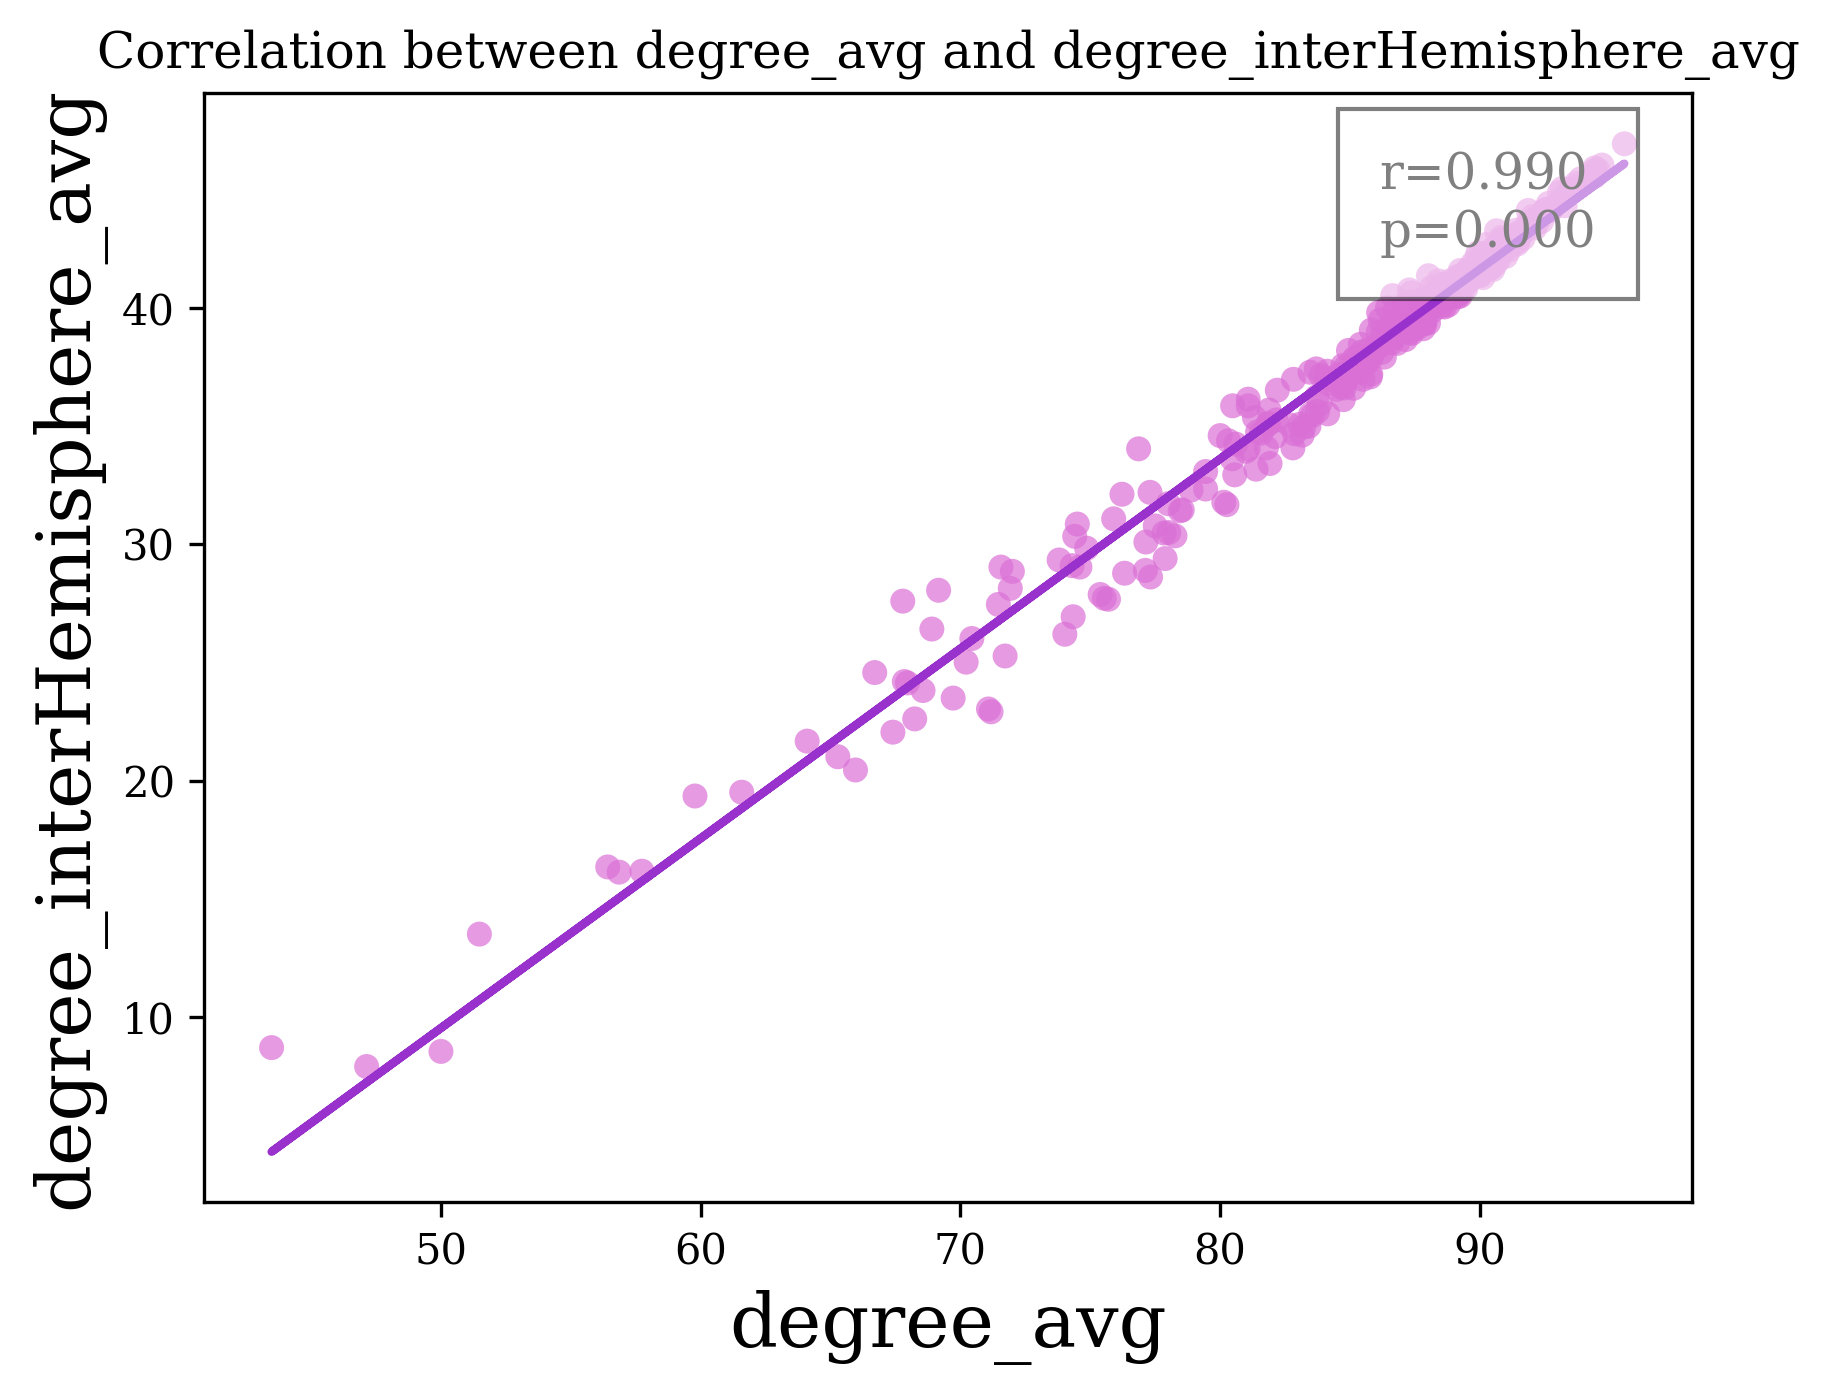 Correlation between degree_avg and degree_interHemisphere_avg
r=0.990
p=0.000
degree_interHemisphere_avg
40
30
20
10
50 60 70 80 90
degree_avg